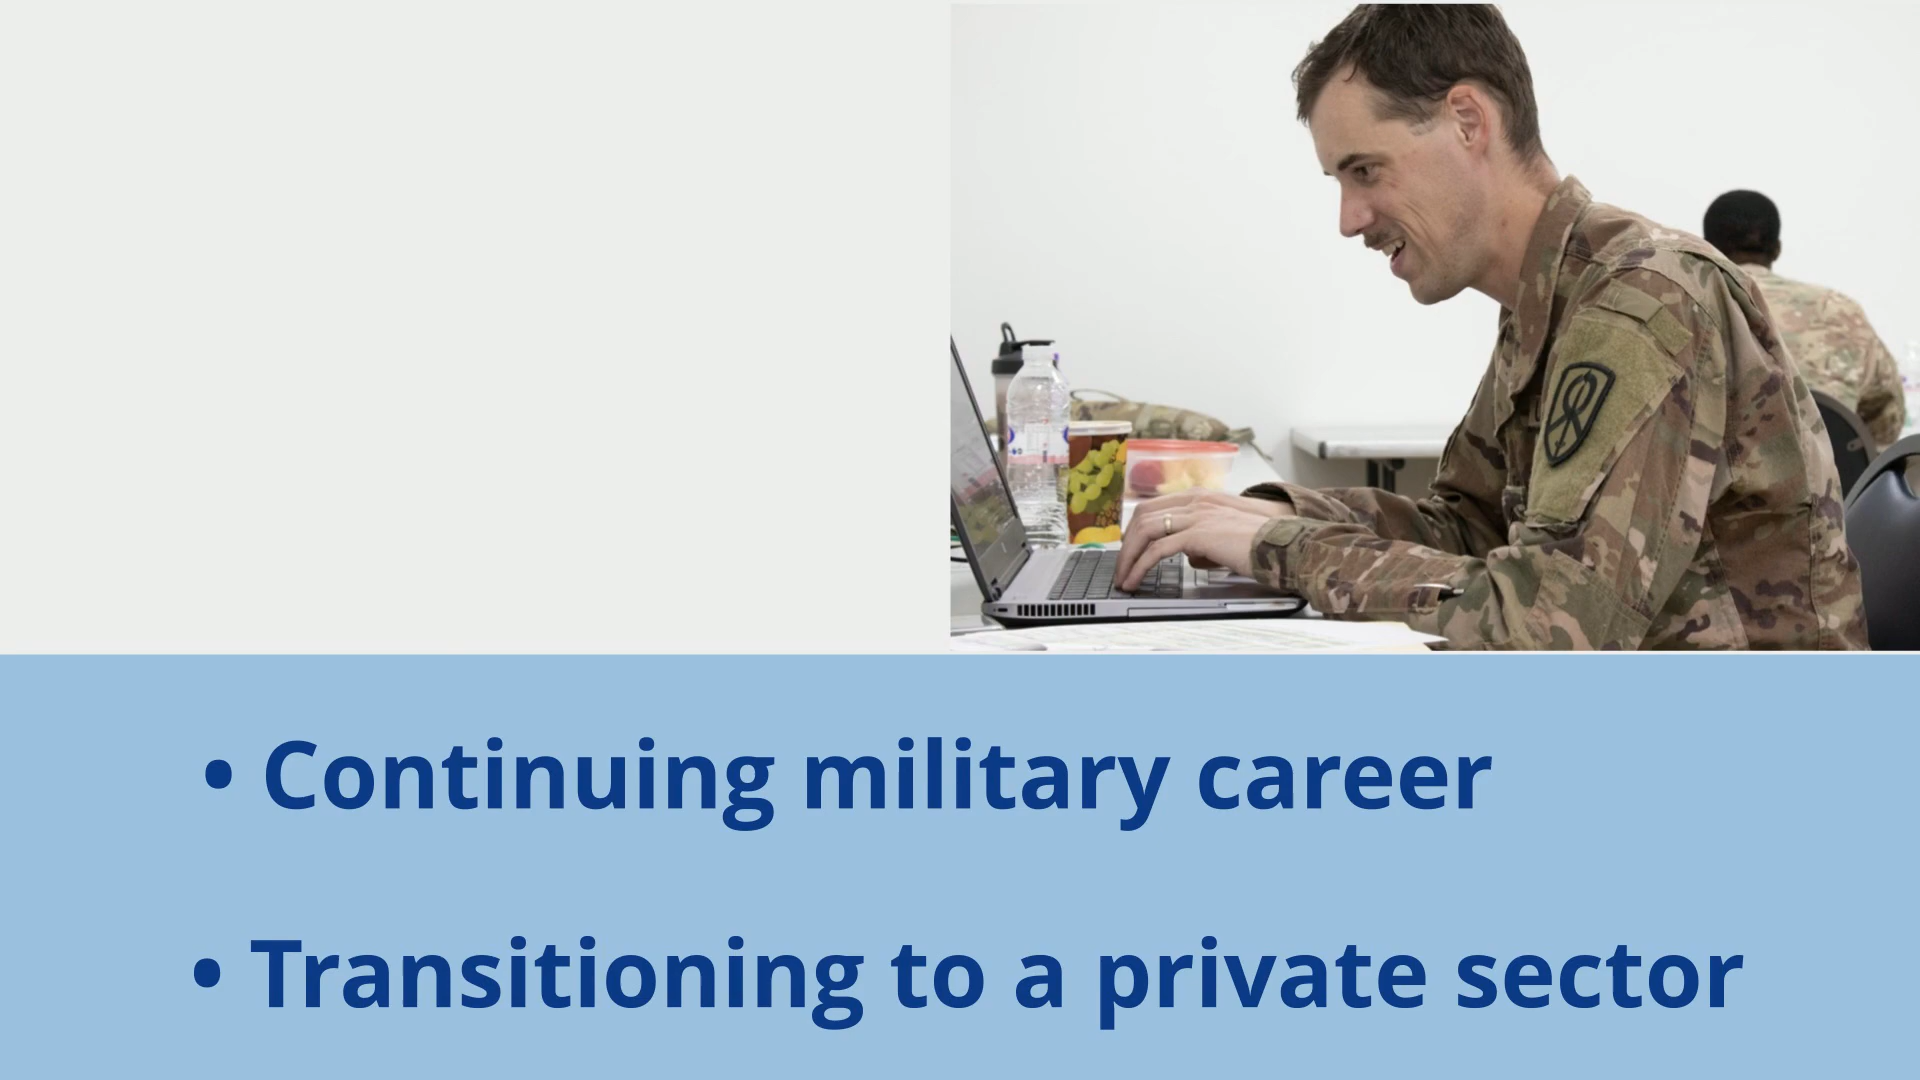 • Continuing military career
• Transitioning to a private sector